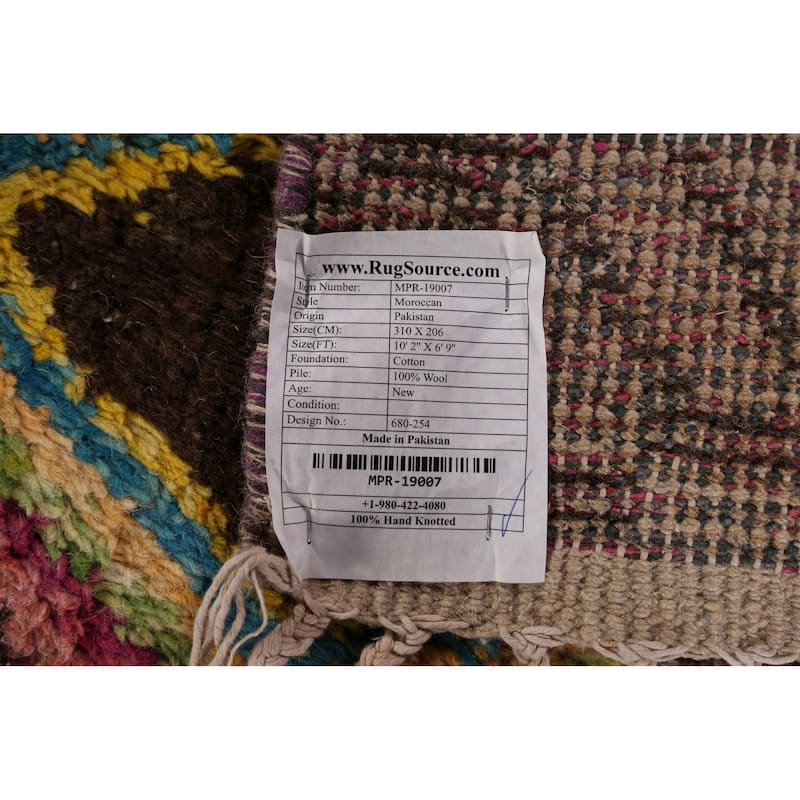 www.RugSource.com
Item Number: MPR-19007
Style Moroccan
Origin Pakistan
Size(CM): 310 X 206
Size(FT): 10' 2" X 6' 9"
Foundation: Cotton
Pile: 100% Wool
Age: New
Condition:
Design No.: 680-254
Made in Pakistan
MPR-19007
+1-980-422-4080
100% Hand Knotted